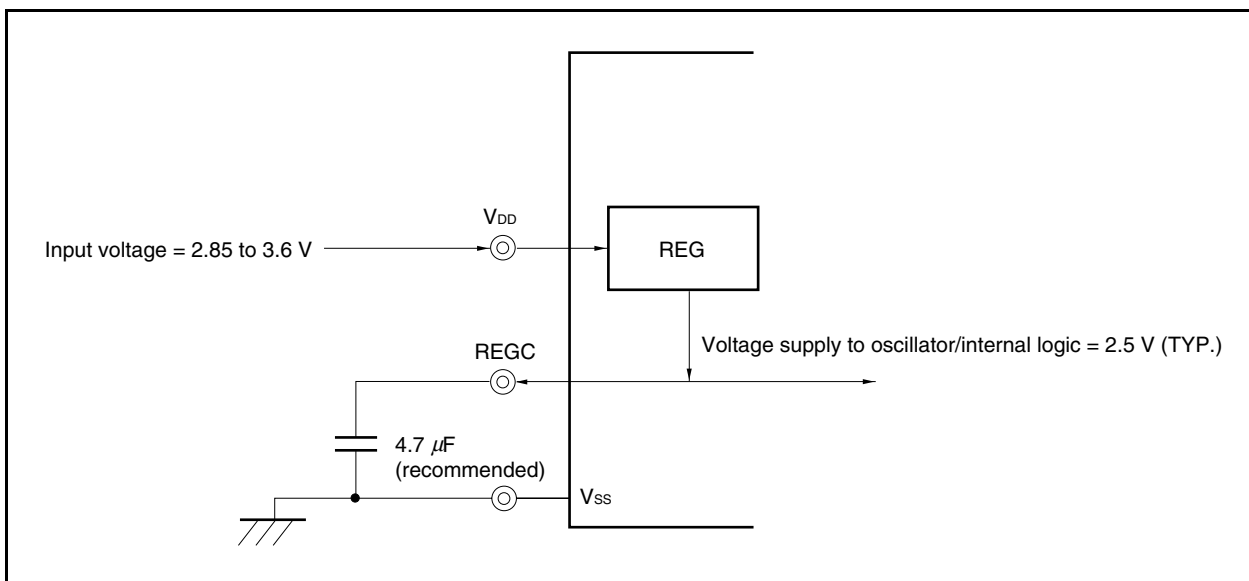 VDD
Input voltage = 2.85 to 3.6 V
REG
REGC
Voltage supply to oscillator/internal logic = 2.5 V (TYP.)
4.7 μF
(recommended)
VSS